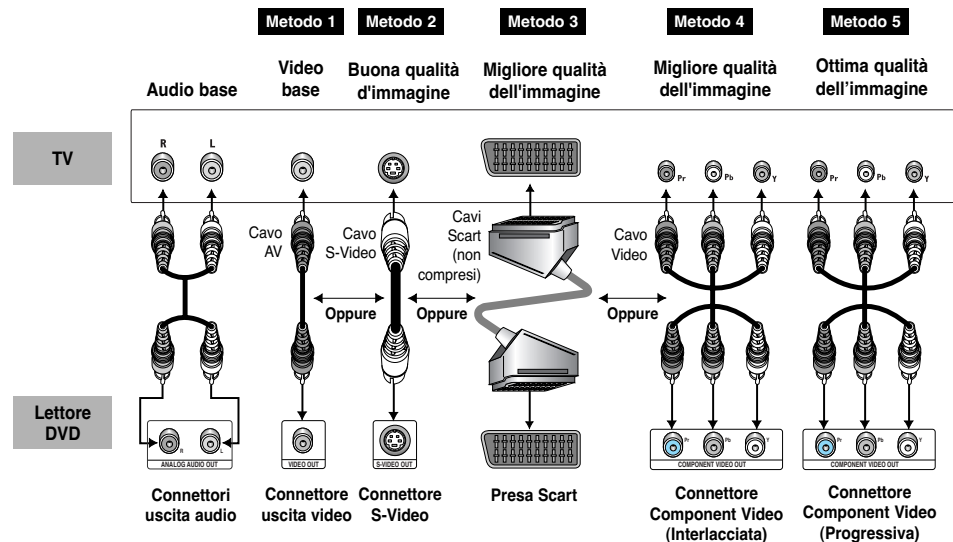 Metodo 1
Metodo 2
Metodo 3
Metodo 4
Metodo 5
Audio base
Video
base
Buona qualità
d'immagine
Migliore qualità
dell'immagine
Migliore qualità
dell'immagine
Ottima qualità
dell'immagine
TV
R
L
Pr
Pb
Y
Pr
Pb
Y
Cavo
AV
Cavo
S-Video
Cavi
Scart
(non
compresi)
Cavo
Video
Oppure
Oppure
Oppure
Lettore
DVD
R
L
ANALOG AUDIO OUT
VIDEO OUT
S-VIDEO OUT
Pr
Pb
Y
COMPONENT VIDEO OUT
Pr
Pb
Y
COMPONENT VIDEO OUT
Connettori
uscita audio
Connettore
uscita video
Connettore
S-Video
Presa Scart
Connettore
Component Video
(Interlacciata)
Connettore
Component Video
(Progressiva)